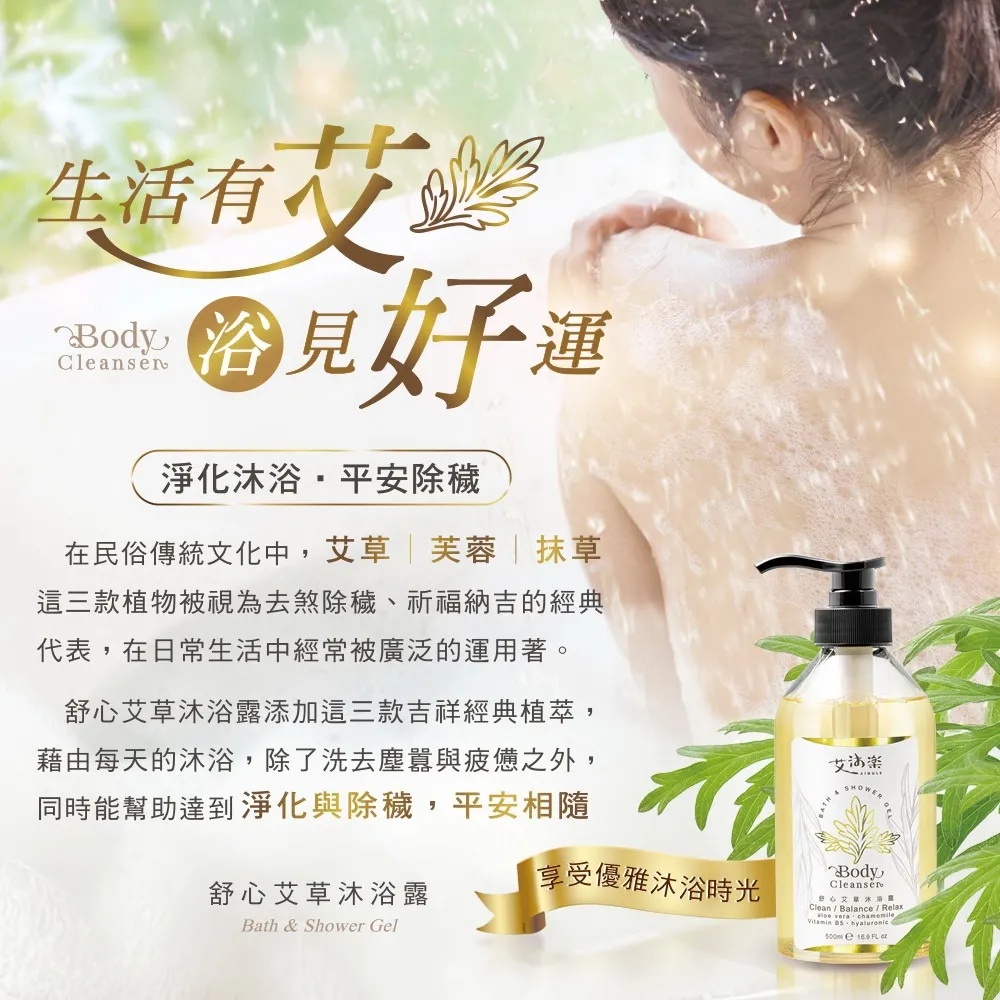 生活有艾
Body
Cleanser
浴見好運
淨化沐浴・平安除穢
在民俗傳統文化中，艾草｜芙蓉｜抹草
這三款植物被視為去煞除穢、祈福納吉的經典
代表，在日常生活中經常被廣泛的運用著。
舒心艾草沐浴露添加這三款吉祥經典植萃，
藉由每天的沐浴，除了洗去塵囂與疲憊之外，
同時能幫助達到淨化與除穢，平安相隨
舒心艾草沐浴露
Bath & Shower Gel
享受優雅沐浴時光
BATH & SHOWER GEL
Body
Cleanser
舒心艾草沐浴露
Clean / Balance / Relax
aloe vera · chamomile
Vitamin B5 · hyaluronic
500ml e 16.9 FL oz